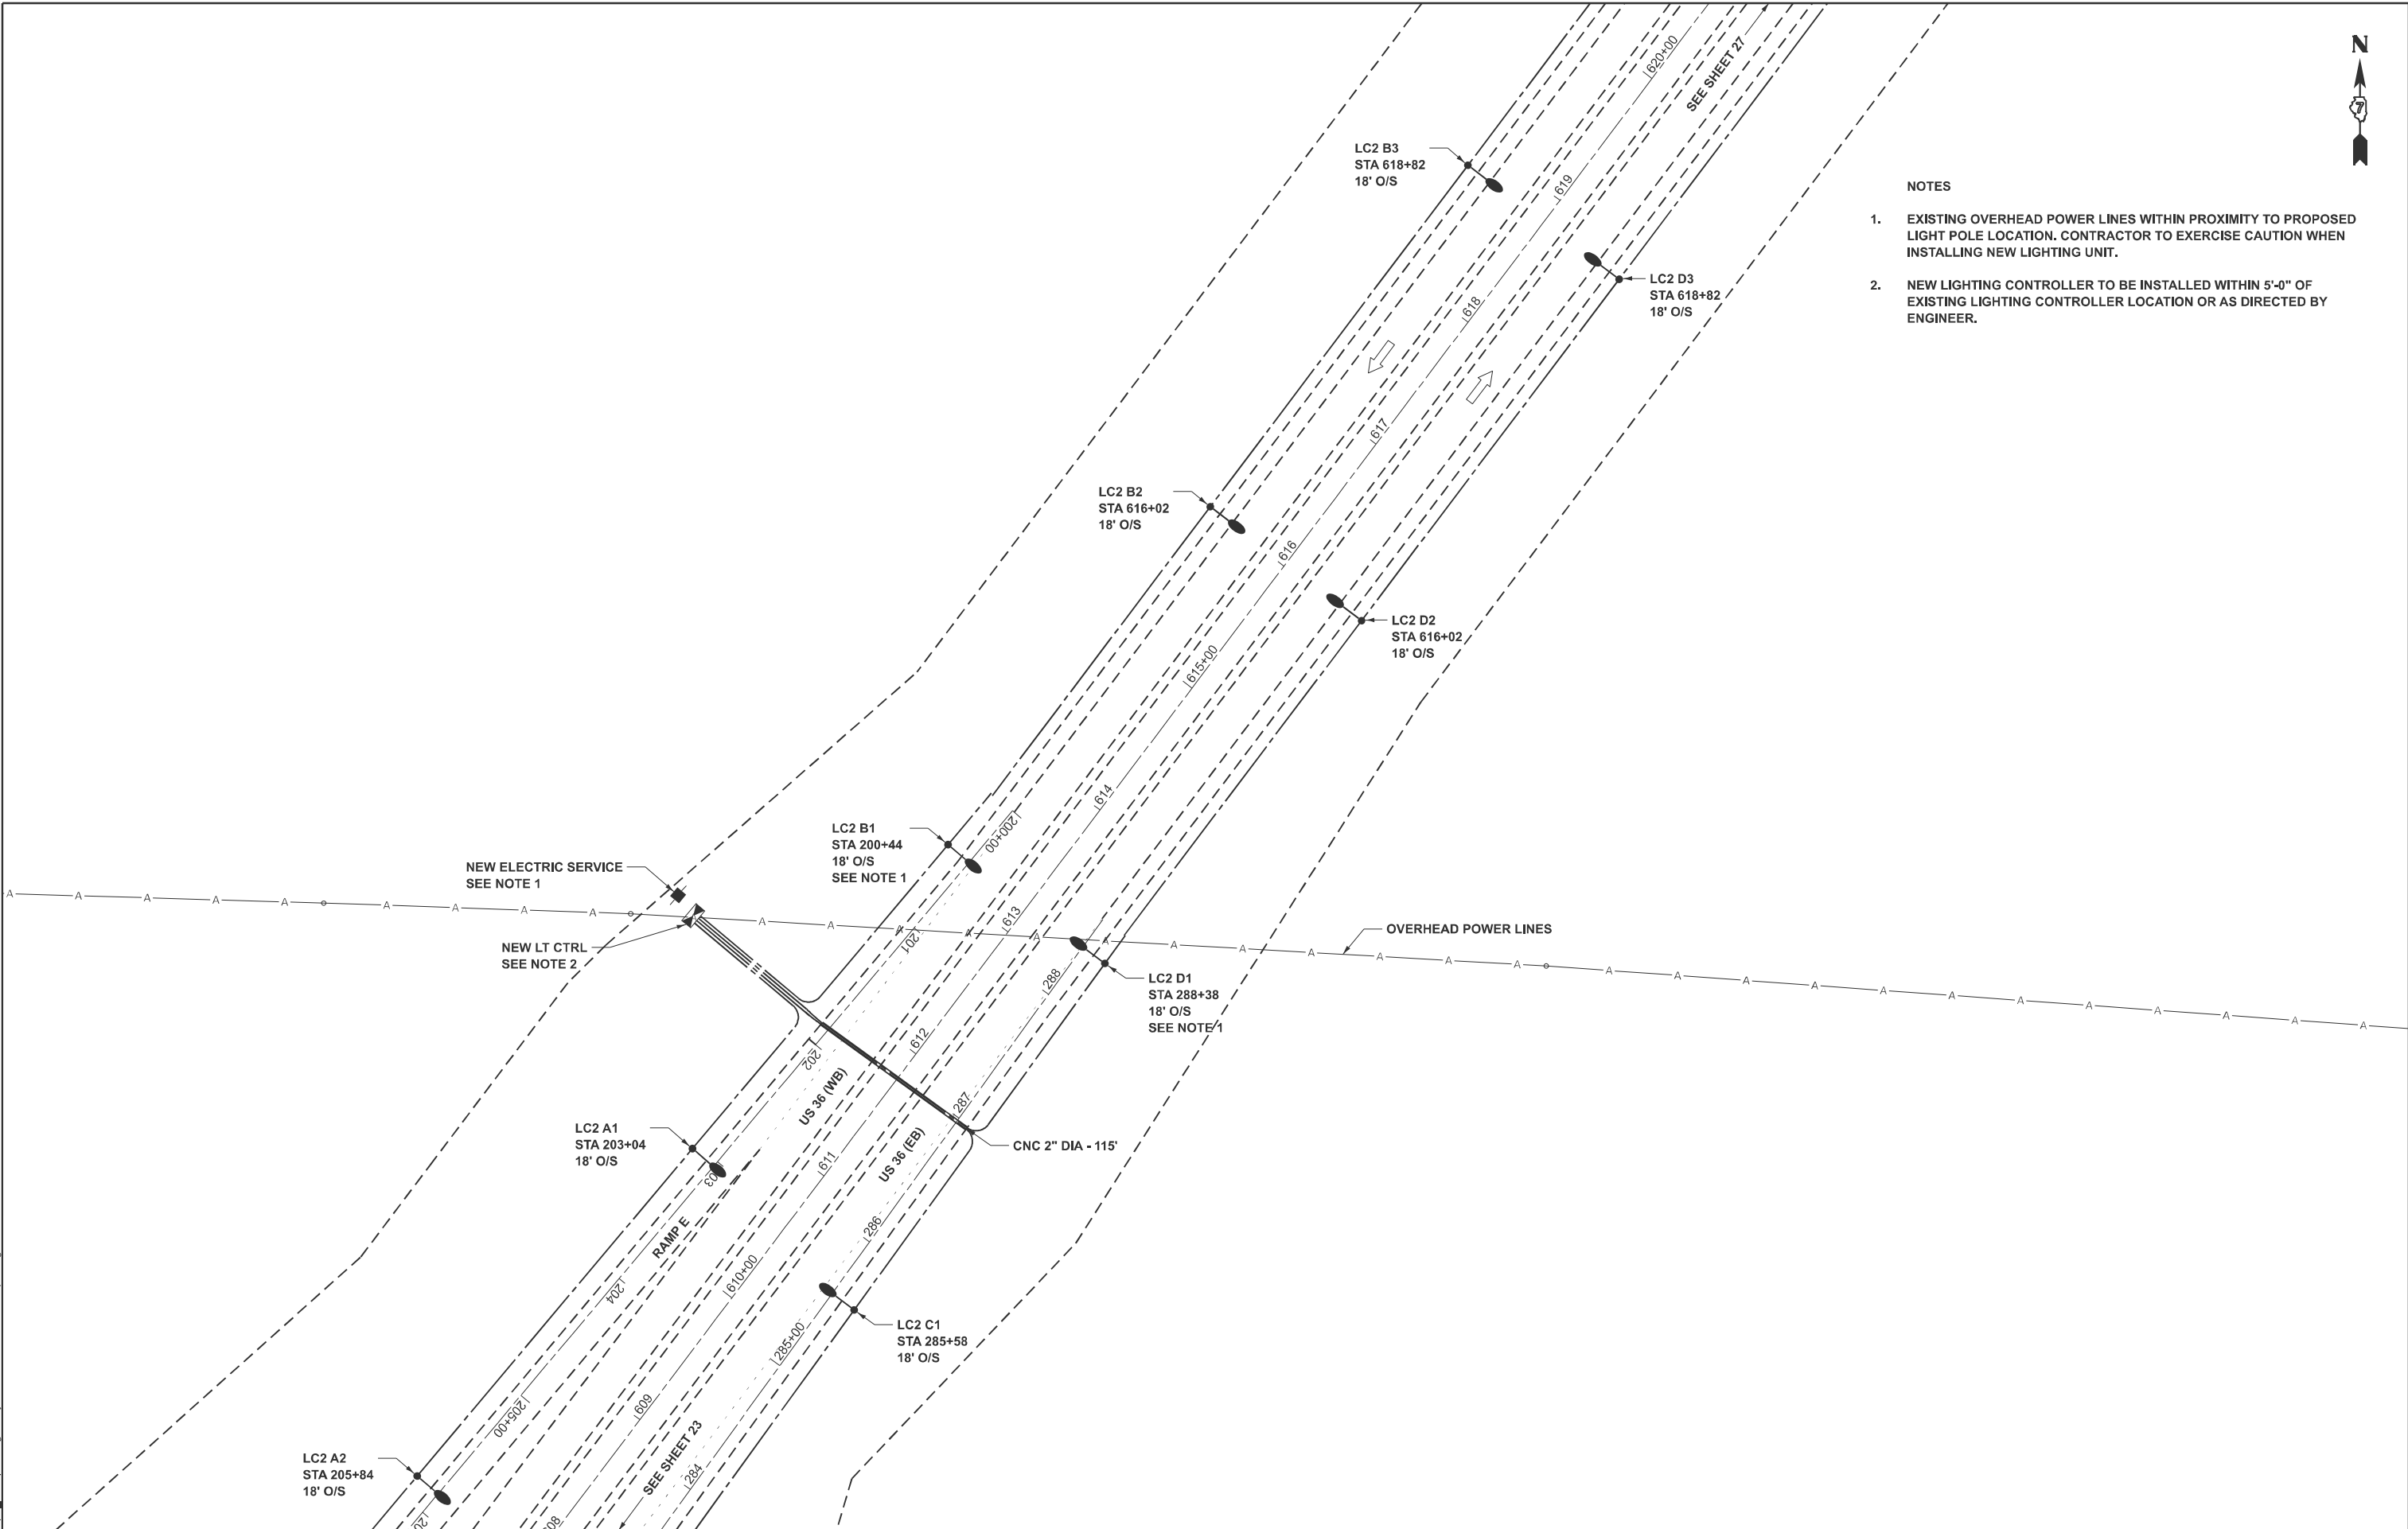 N
7
620+00
SEE SHEET 27
LC2 B3
STA 618+82
18' O/S
619
NOTES
1. EXISTING OVERHEAD POWER LINES WITHIN PROXIMITY TO PROPOSED
LIGHT POLE LOCATION. CONTRACTOR TO EXERCISE CAUTION WHEN
INSTALLING NEW LIGHTING UNIT.
2. NEW LIGHTING CONTROLLER TO BE INSTALLED WITHIN 5'-0" OF
EXISTING LIGHTING CONTROLLER LOCATION OR AS DIRECTED BY
ENGINEER.
LC2 D3
STA 618+82
18' O/S
618
617
LC2 B2
STA 616+02
18' O/S
616
LC2 D2
STA 616+02
18' O/S
615+00
614
LC2 B1
STA 200+44
18' O/S
SEE NOTE 1
200+00
NEW ELECTRIC SERVICE
SEE NOTE 1
A A A A A A A A A A A A A A A A A A A A A A A A A A A A A A A A A A
613
201
OVERHEAD POWER LINES
NEW LT CTRL
SEE NOTE 2
288
LC2 D1
STA 288+38
18' O/S
SEE NOTE 1
612
202
US 36 (WB)
287
LC2 A1
STA 203+04
18' O/S
CNC 2" DIA - 115'
611
US 36 (EB)
203
RAMP E
286
610+00
204
LC2 C1
STA 285+58
18' O/S
285+00
609
205+00
SEE SHEET 23
284
LC2 A2
STA 205+84
18' O/S